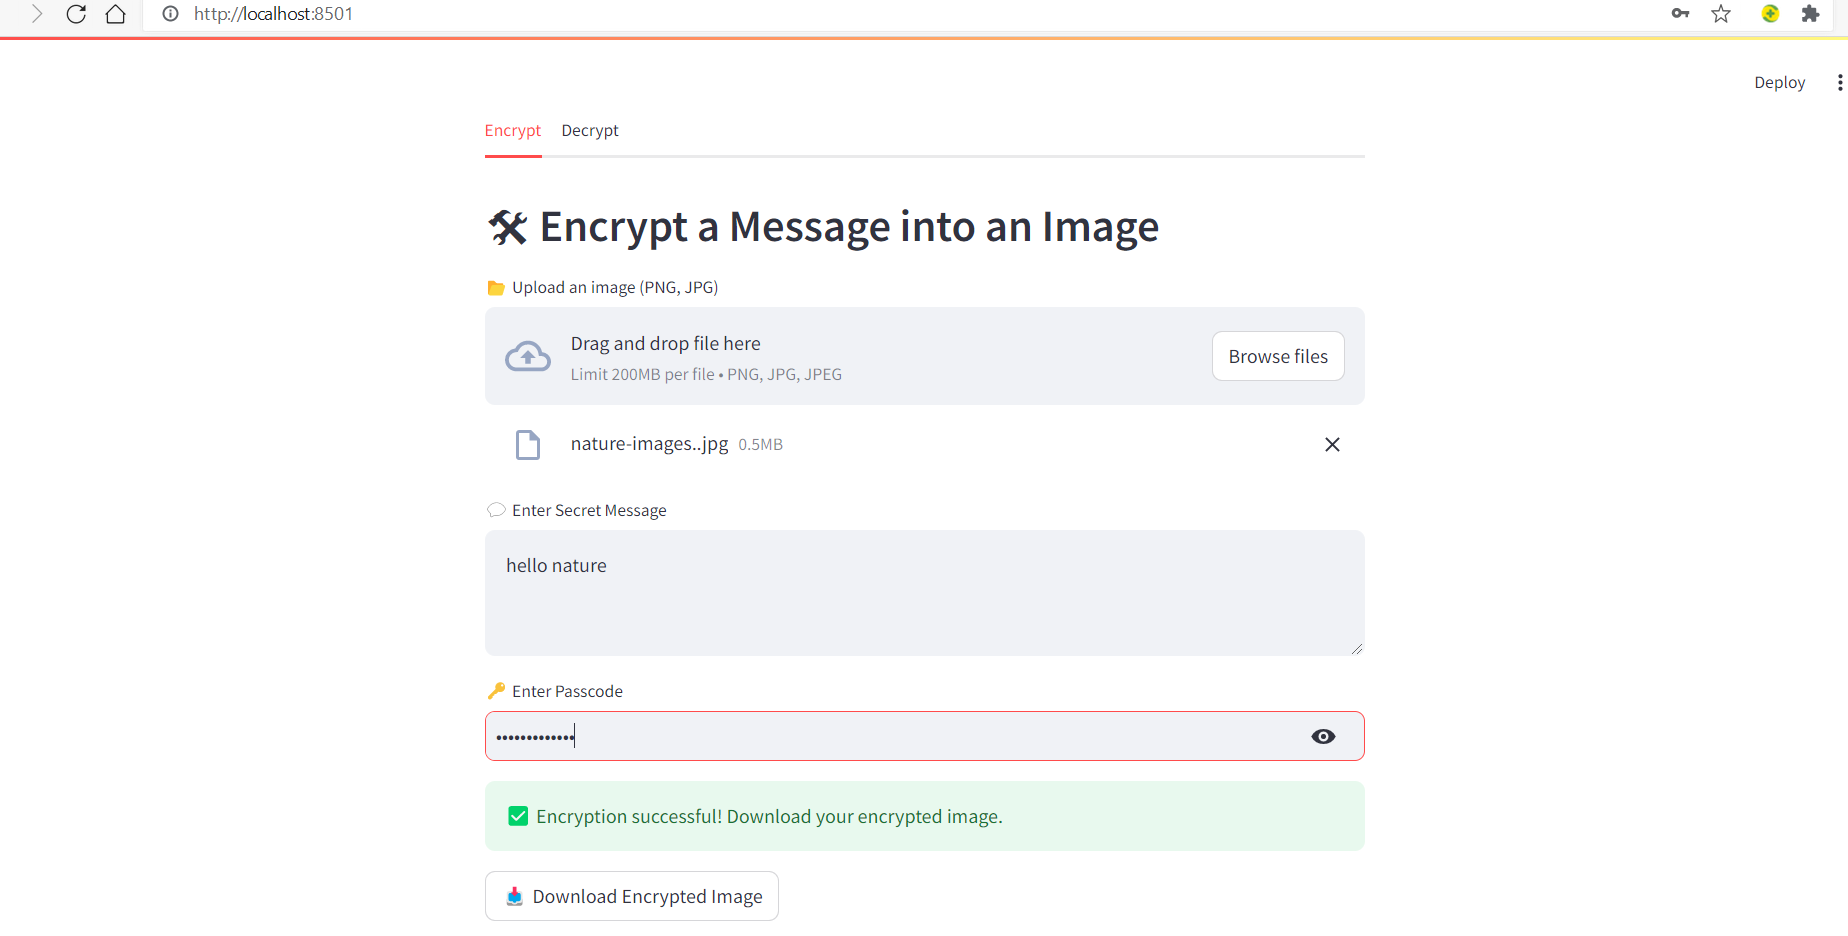 http://localhost:8501
Deploy
Encrypt Decrypt
🛠 Encrypt a Message into an Image
📂 Upload an image (PNG, JPG)
Drag and drop file here
Limit 200MB per file • PNG, JPG, JPEG
Browse files
nature-images..jpg 0.5MB
💬 Enter Secret Message
hello nature
🔑 Enter Passcode
•••••••••••••
✅ Encryption successful! Download your encrypted image.
📥 Download Encrypted Image